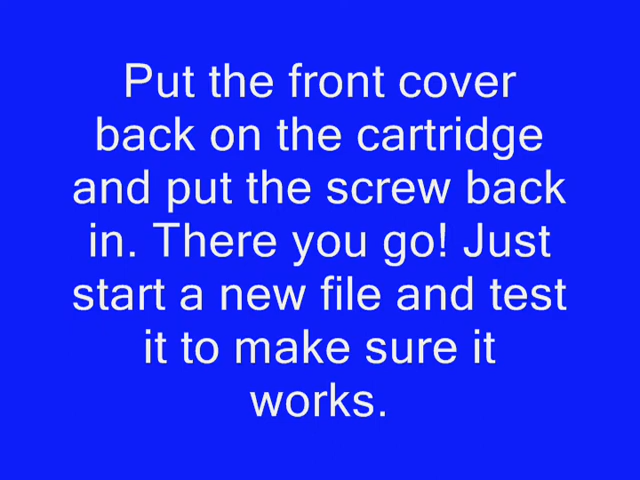 Put the front cover
back on the cartridge
and put the screw back
in. There you go! Just
start a new file and test
it to make sure it
works.